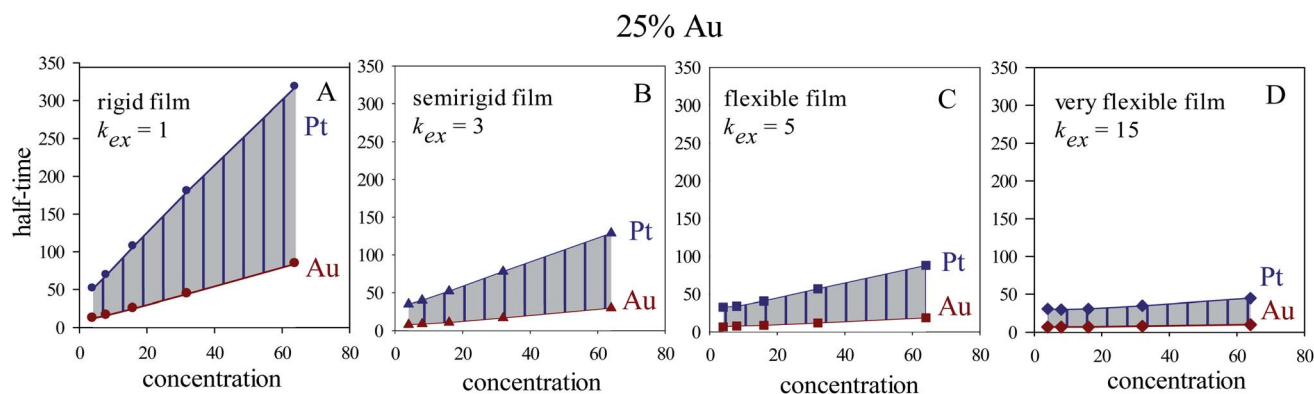 25% Au
350
300
250
200
150
100
50
0
half-time
rigid film
k_ex = 1
A
Pt
Au
0 20 40 60 80
concentration
350
300
250
200
150
100
50
0
semirigid film
k_ex = 3
B
Pt
Au
0 20 40 60 80
concentration
350
300
250
200
150
100
50
0
flexible film
k_ex = 5
C
Pt
Au
0 20 40 60 80
concentration
350
300
250
200
150
100
50
0
very flexible film
k_ex = 15
D
Pt
Au
0 20 40 60 80
concentration